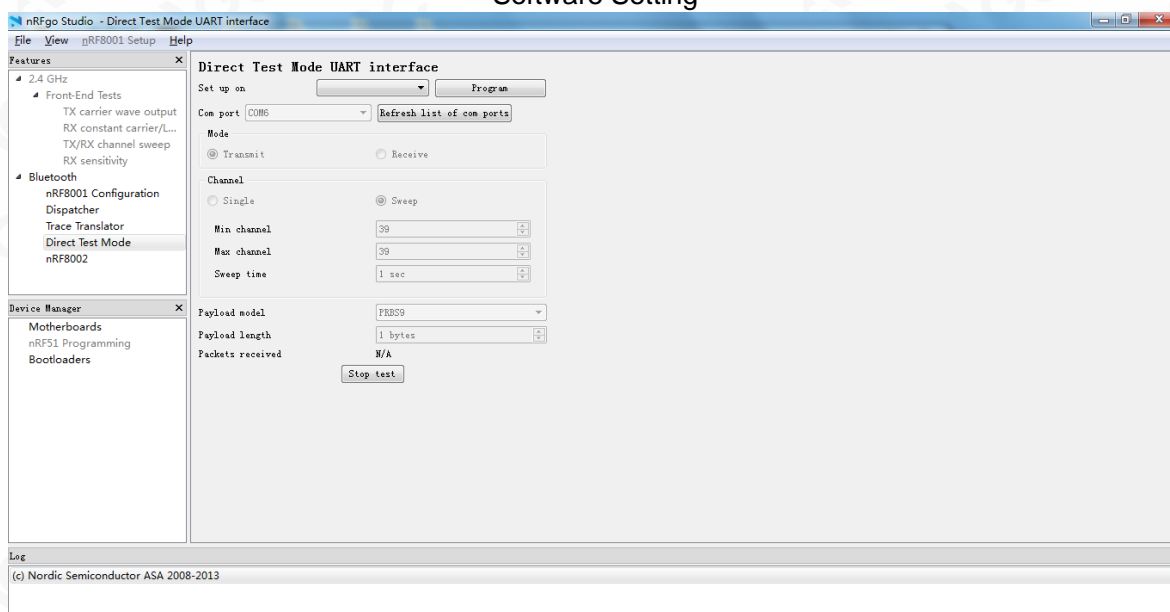 Software Setting
nRFgo Studio - Direct Test Mode UART interface
File View nRF8001 Setup Help
Features
2.4 GHz
Front-End Tests
TX carrier wave output
RX constant carrier/L...
TX/RX channel sweep
RX sensitivity
Bluetooth
nRF8001 Configuration
Dispatcher
Trace Translator
Direct Test Mode
nRF8002
Device Manager
Motherboards
nRF51 Programming
Bootloaders
Direct Test Mode UART interface
Set up on Program
Com port COM6 Refresh list of com ports
Mode
Transmit Receive
Channel
Single Sweep
Min channel 39
Max channel 39
Sweep time 1 sec
Payload model PRBS9
Payload length 1 bytes
Packets received N/A
Stop test
Log
(c) Nordic Semiconductor ASA 2008-2013